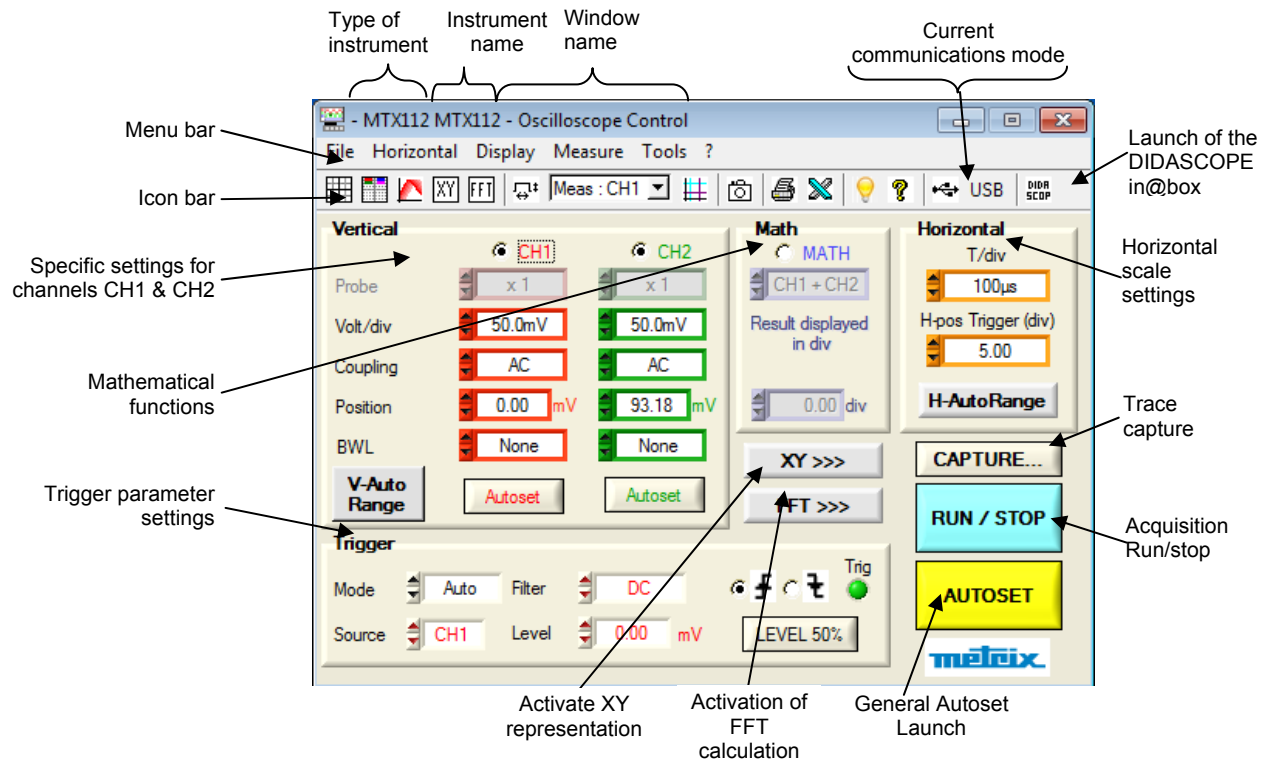 Type of
instrument
Instrument
name
Window
name
Current
communications mode
Menu bar
Icon bar
Specific settings for
channels CH1 & CH2
Mathematical
functions
Trigger parameter
settings
- MTX112 MTX112 - Oscilloscope Control
File Horizontal Display Measure Tools ?
XY FFT Meas : CH1 USB DIDA
SCOP
Vertical
CH1 CH2
Probe x 1 x 1
Volt/div 50.0mV 50.0mV
Coupling AC AC
Position 0.00 mV 93.18 mV
BWL None None
V-Auto
Range
Autoset Autoset
Math
MATH
CH1 + CH2
Result displayed
in div
0.00 div
XY >>>
FFT >>>
Horizontal
T/div
100µs
H-pos Trigger (div)
5.00
H-AutoRange
CAPTURE...
RUN / STOP
AUTOSET
metrix
Trigger
Mode Auto Filter DC Trig
Source CH1 Level 0.00 mV LEVEL 50%
Launch of the
DIDASCOPE
in@box
Horizontal
scale
settings
Trace
capture
Acquisition
Run/stop
Activate XY
representation
Activation of
FFT
calculation
General Autoset
Launch